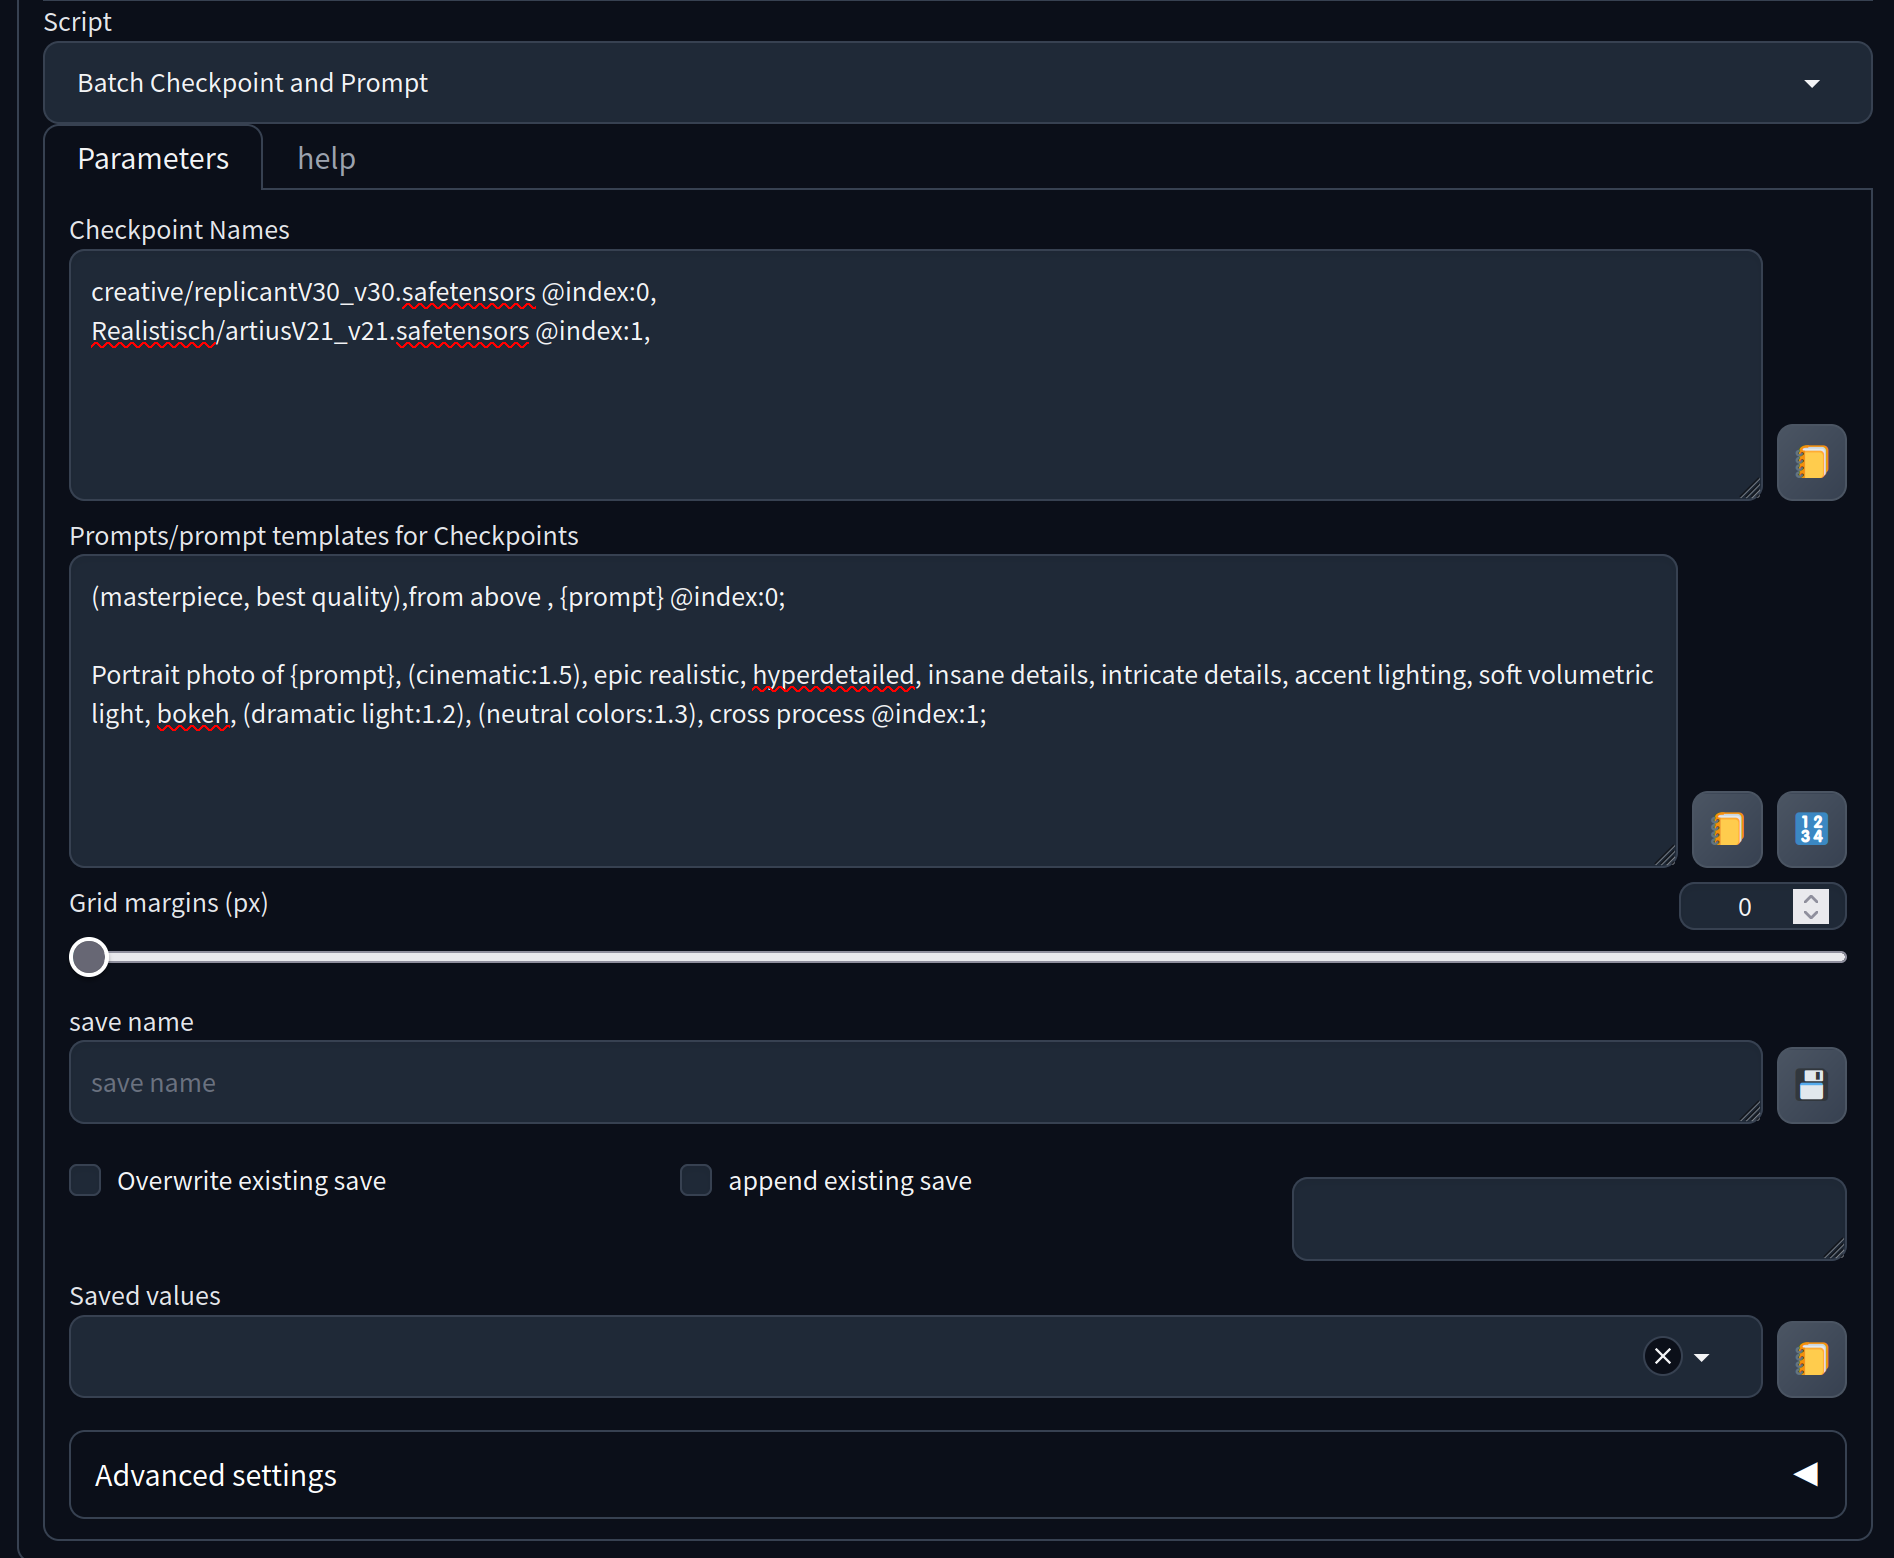 Script
Batch Checkpoint and Prompt
Parameters
help
Checkpoint Names
creative/replicantV30_v30.safetensors @index:0,
Realistisch/artiusV21_v21.safetensors @index:1,
Prompts/prompt templates for Checkpoints
(masterpiece, best quality),from above , {prompt} @index:0;
Portrait photo of {prompt}, (cinematic:1.5), epic realistic, hyperdetailed, insane details, intricate details, accent lighting, soft volumetric
light, bokeh, (dramatic light:1.2), (neutral colors:1.3), cross process @index:1;
1234
Grid margins (px)
0
save name
save name
Overwrite existing save
append existing save
Saved values
Advanced settings